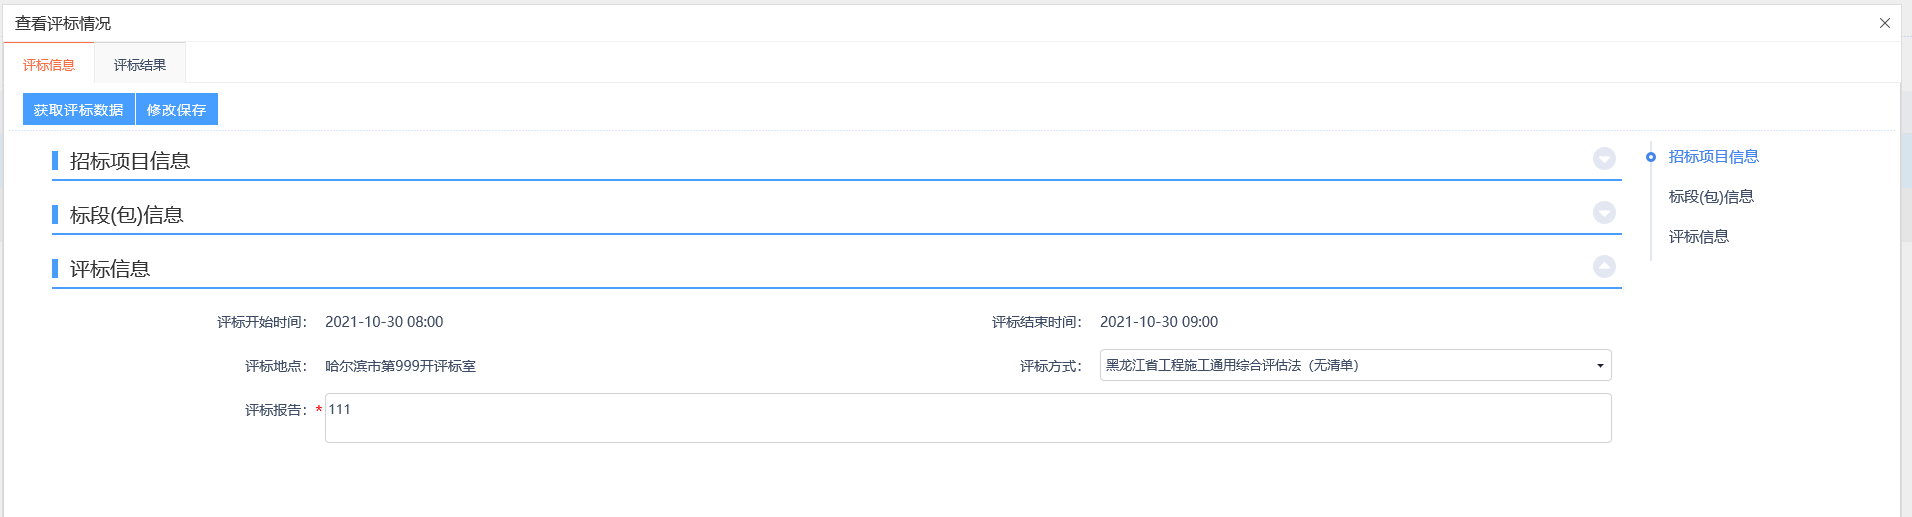 查看评标情况
评标信息
评标结果
获取评标数据
修改保存
招标项目信息
标段(包)信息
评标信息
评标开始时间： 2021-10-30 08:00
评标结束时间： 2021-10-30 09:00
评标地点： 哈尔滨市第999开评标室
评标方式： 黑龙江省工程施工通用综合评估法（无清单）
评标报告：* 111
招标项目信息
标段(包)信息
评标信息